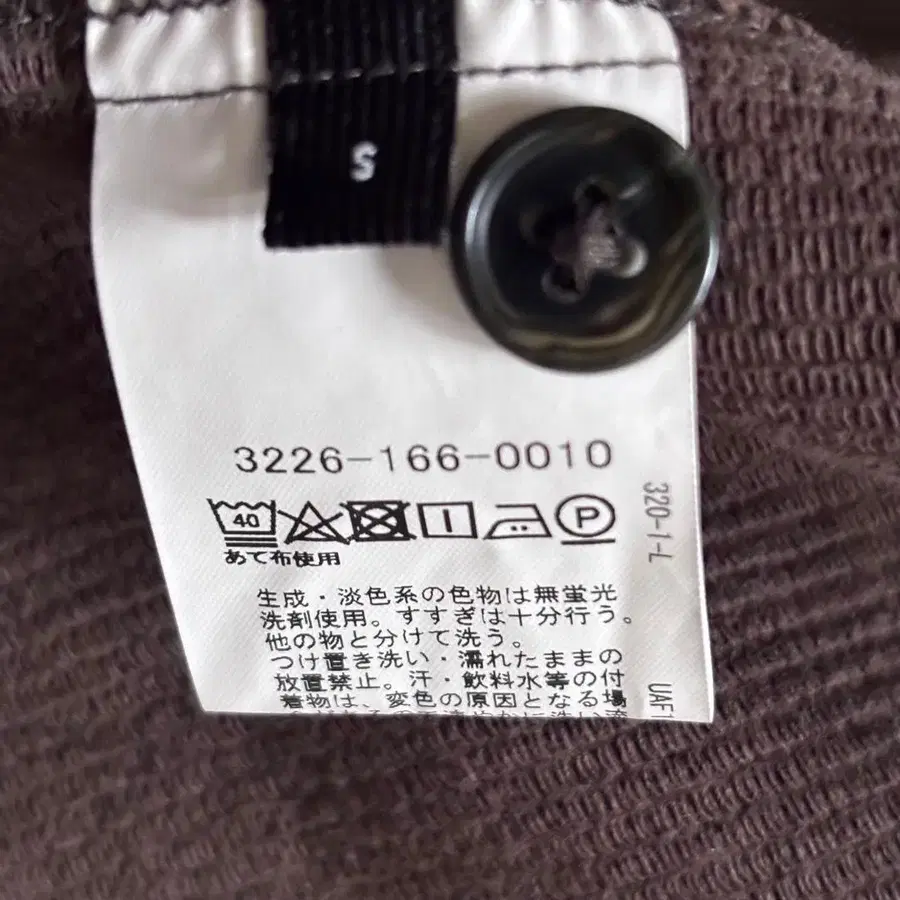 S
3226-166-0010
40
P
あて布使用
320-1-L
生成・淡色系の色物は無蛍光
洗剤使用。すすぎは十分行う。
他の物と分けて洗う。
つけ置き洗い・濡れたままの
放置禁止。汗・飲料水等の付
着物は、変色の原因となる場
UAF1